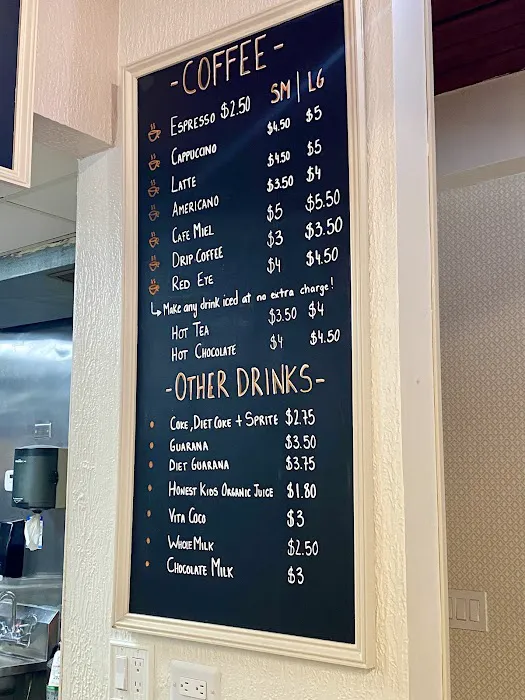 -COFFEE-
SM | LG
Espresso $2.50
Cappuccino $4.50 $5
Latte $4.50 $5
Americano $3.50 $4
Cafe Miel $5 $5.50
Drip Coffee $3 $3.50
Red Eye $4 $4.50
↳ Make any drink iced at no extra charge!
Hot Tea $3.50 $4
Hot Chocolate $4 $4.50
-OTHER DRINKS-
Coke, Diet Coke + Sprite $2.75
Guarana $3.50
Diet Guarana $3.75
Honest Kids Organic Juice $1.80
Vita Coco $3
Whole Milk $2.50
Chocolate Milk $3